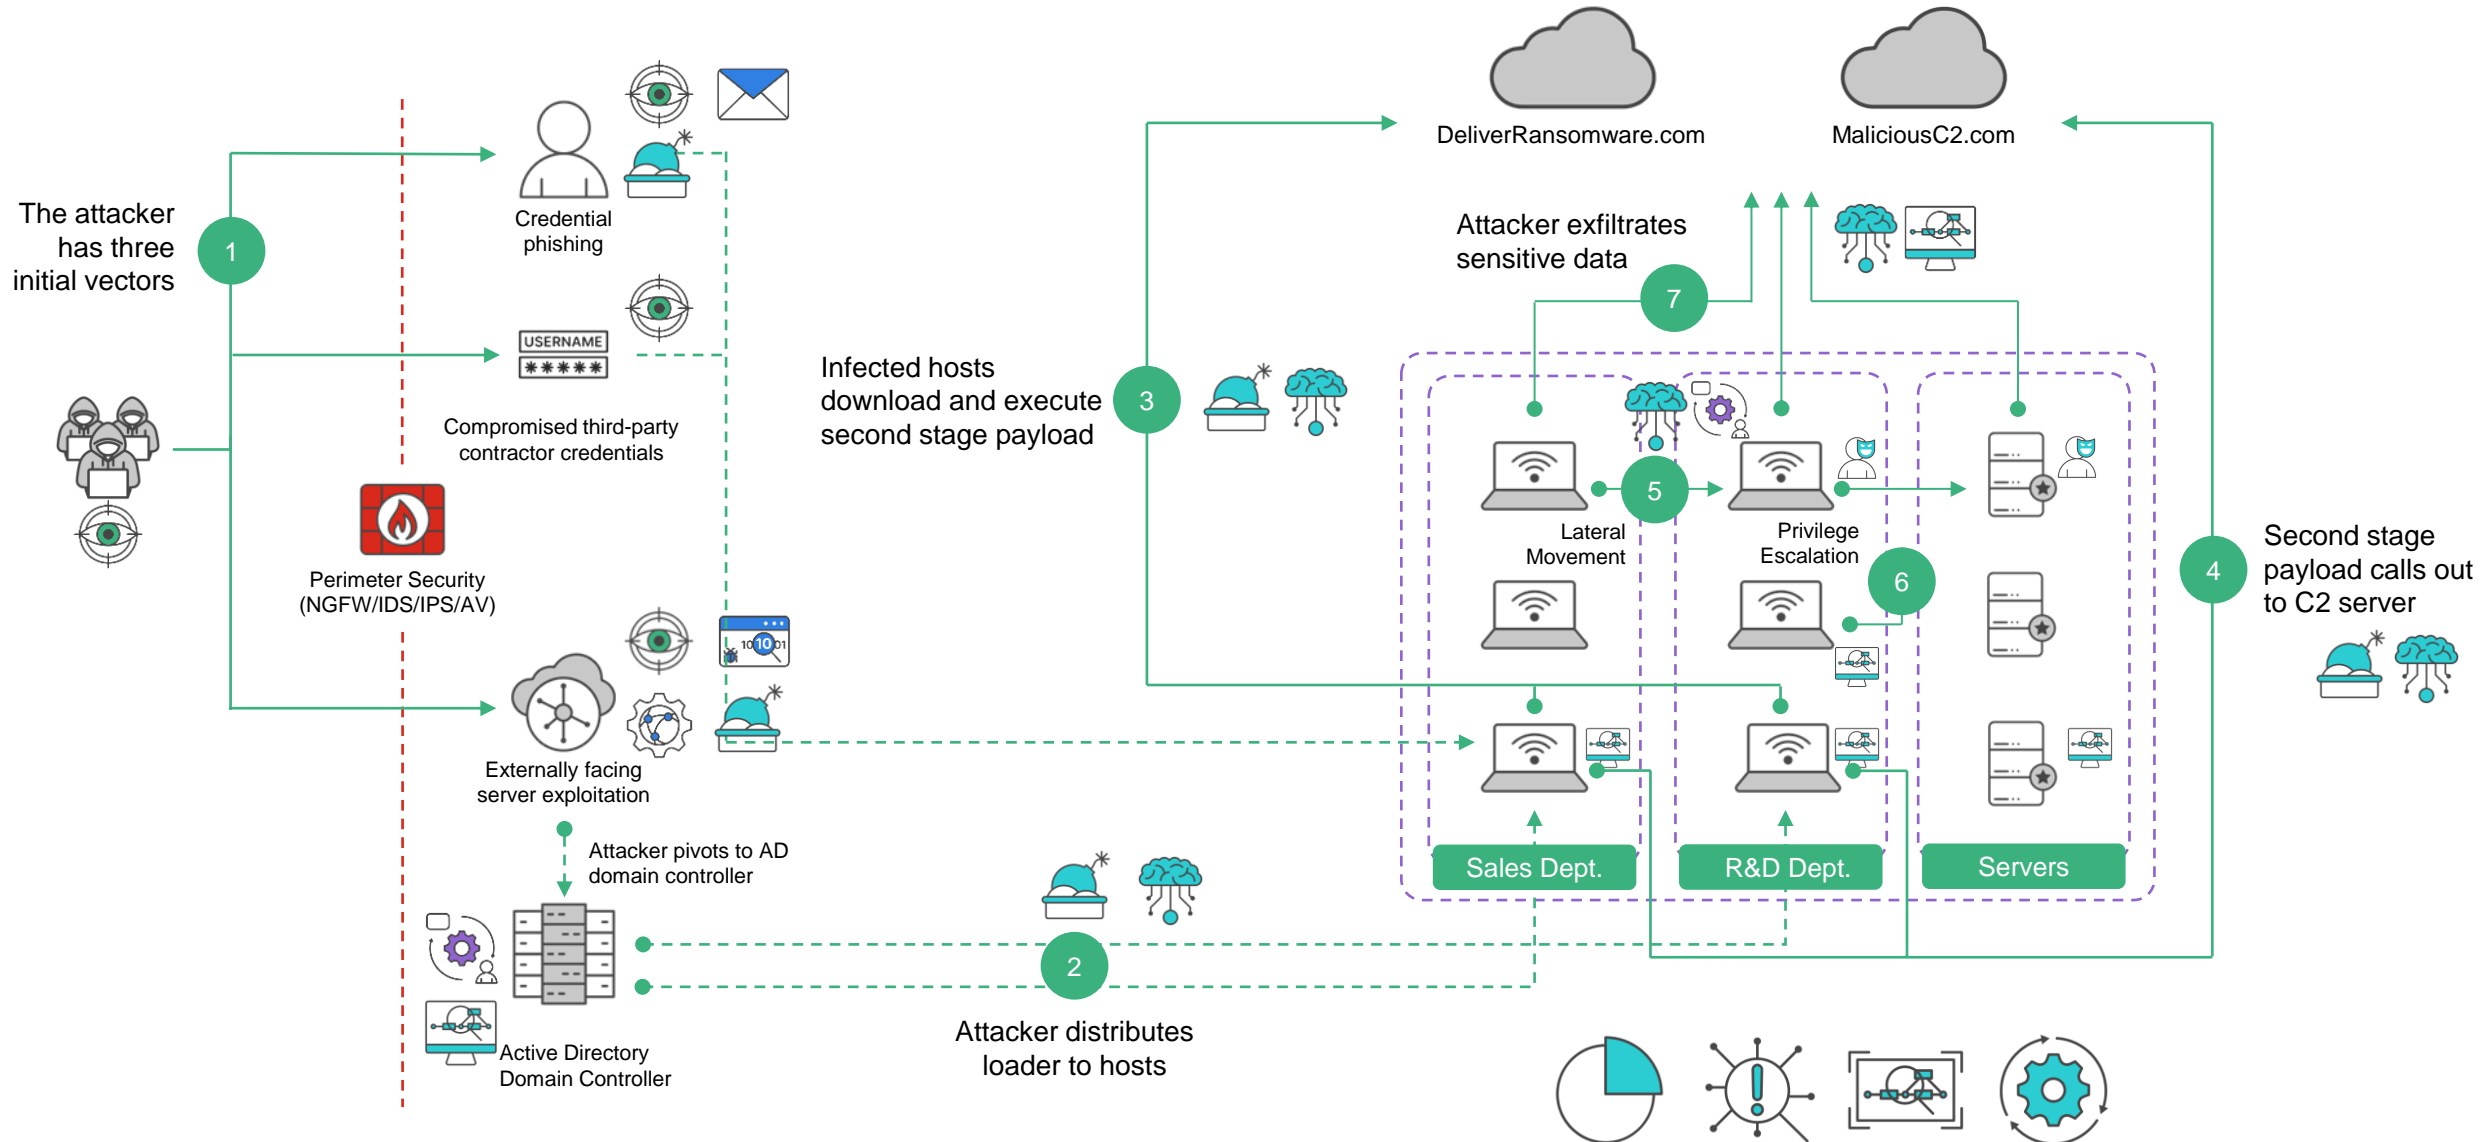 DeliverRansomware.com
MaliciousC2.com
The attacker
has three
initial vectors
1
Credential
phishing
USERNAME
*****
Compromised third-party
contractor credentials
Perimeter Security
(NGFW/IDS/IPS/AV)
10 10 01
Externally facing
server exploitation
Attacker pivots to AD
domain controller
Active Directory
Domain Controller
2
Attacker distributes
loader to hosts
Infected hosts
download and execute
second stage payload
3
Attacker exfiltrates
sensitive data
7
5
Lateral
Movement
Privilege
Escalation
6
4
Second stage
payload calls out
to C2 server
Sales Dept.
R&D Dept.
Servers